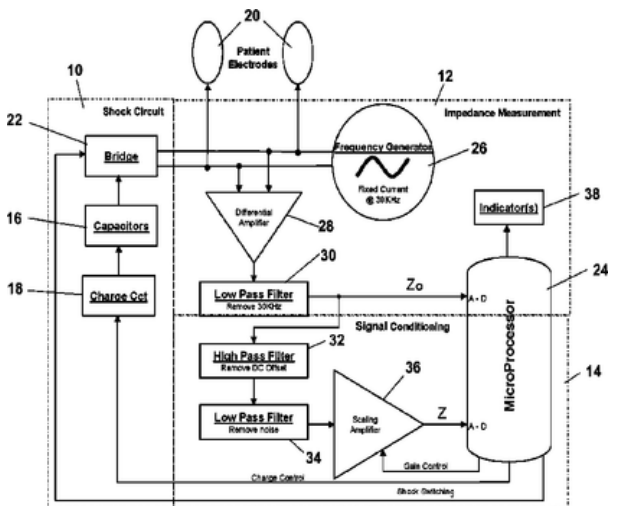 20
Patient
Electrodes
10
12
Shock Circuit
Impedance Measurement
22
Bridge
Frequency Generator
26
Fixed Current
@ 30KHz
38
Indicator(s)
16
Capacitors
Differential
Amplifier
28
18
Charge Cct
30
Low Pass Filter
Remove 30KHz
Zo
A - D
24
MicroProcessor
Signal Conditioning
32
High Pass Filter
Remove DC Offset
36
14
Low Pass Filter
Remove noise
34
Scaling
Amplifier
Z
A - D
Gain Control
Charge Control
Shock Switching